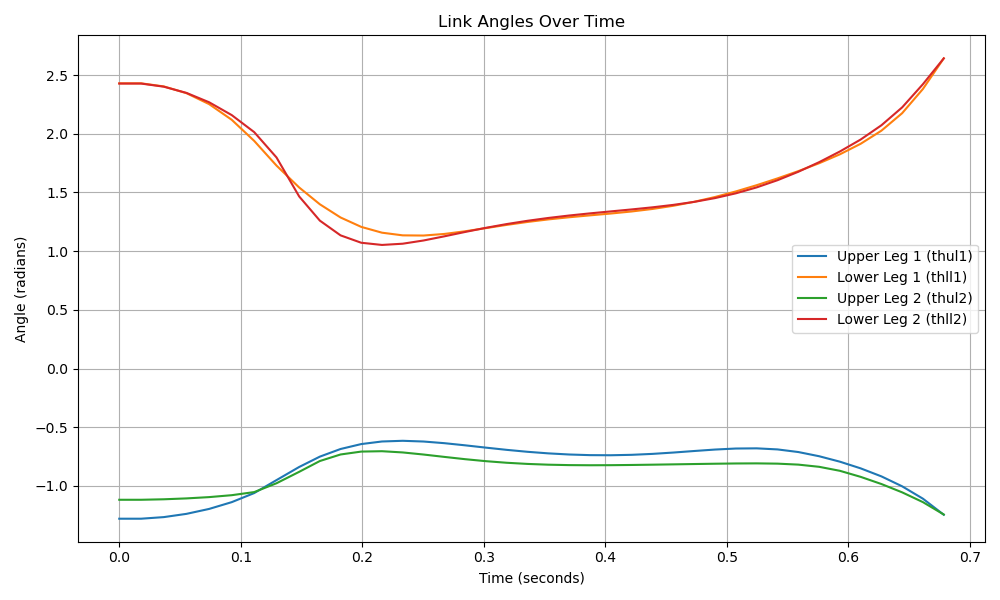 Link Angles Over Time
Angle (radians)
2.5
2.0
1.5
1.0
0.5
0.0
−0.5
−1.0
Upper Leg 1 (thul1)
Lower Leg 1 (thll1)
Upper Leg 2 (thul2)
Lower Leg 2 (thll2)
0.0 0.1 0.2 0.3 0.4 0.5 0.6 0.7
Time (seconds)